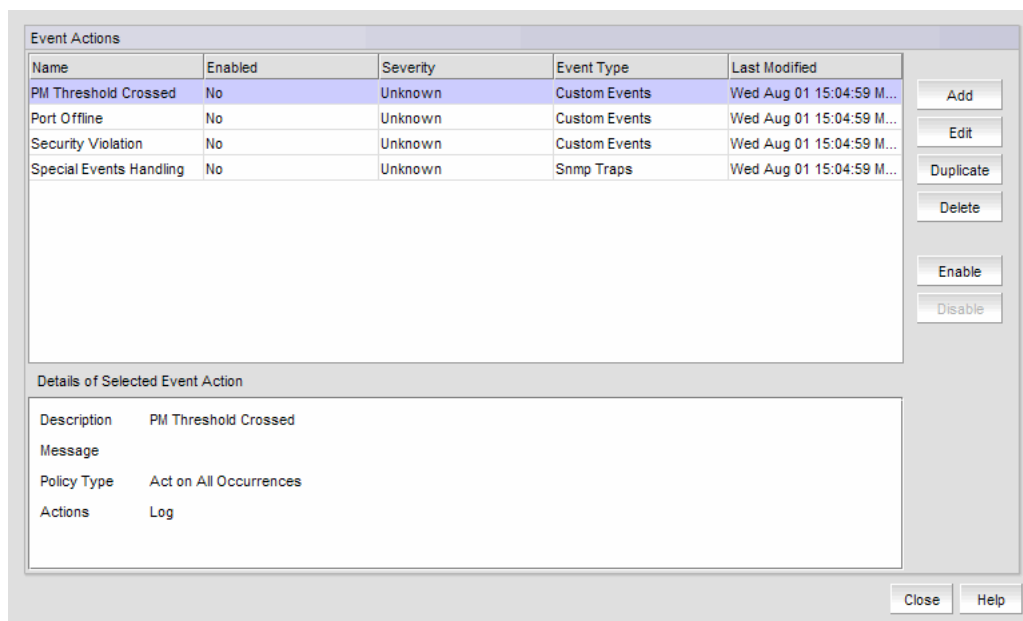 Event Actions
Name Enabled Severity Event Type Last Modified
PM Threshold Crossed No Unknown Custom Events Wed Aug 01 15:04:59 M...
Port Offline No Unknown Custom Events Wed Aug 01 15:04:59 M...
Security Violation No Unknown Custom Events Wed Aug 01 15:04:59 M...
Special Events Handling No Unknown Snmp Traps Wed Aug 01 15:04:59 M...
Add
Edit
Duplicate
Delete
Enable
Disable
Details of Selected Event Action
Description PM Threshold Crossed
Message
Policy Type Act on All Occurrences
Actions Log
Close Help